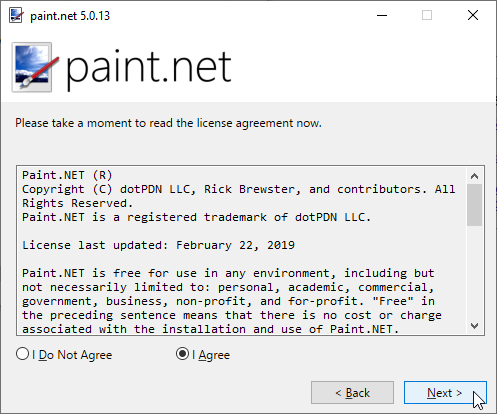 paint.net 5.0.13
paint.net
Please take a moment to read the license agreement now.
Paint.NET (R)
Copyright (C) dotPDN LLC, Rick Brewster, and contributors. All
Rights Reserved.
Paint.NET is a registered trademark of dotPDN LLC.
License last updated: February 22, 2019
Paint.NET is free for use in any environment, including but
not necessarily limited to: personal, academic, commercial,
government, business, non-profit, and for-profit. "Free" in
the preceding sentence means that there is no cost or charge
associated with the installation and use of Paint.NET.
I Do Not Agree
I Agree
< Back
Next >